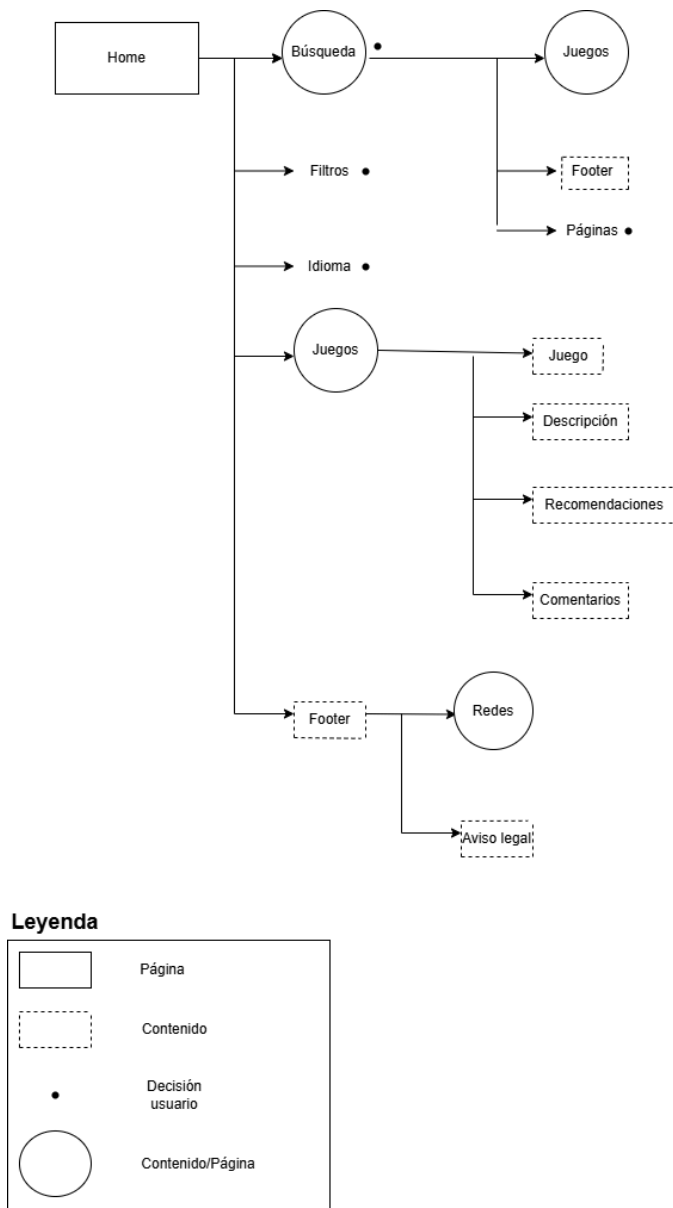 Home
Búsqueda
Juegos
Filtros
Footer
Páginas
Idioma
Juegos
Juego
Descripción
Recomendaciones
Comentarios
Footer
Redes
Aviso legal
Leyenda
Página
Contenido
Decisión
usuario
Contenido/Página